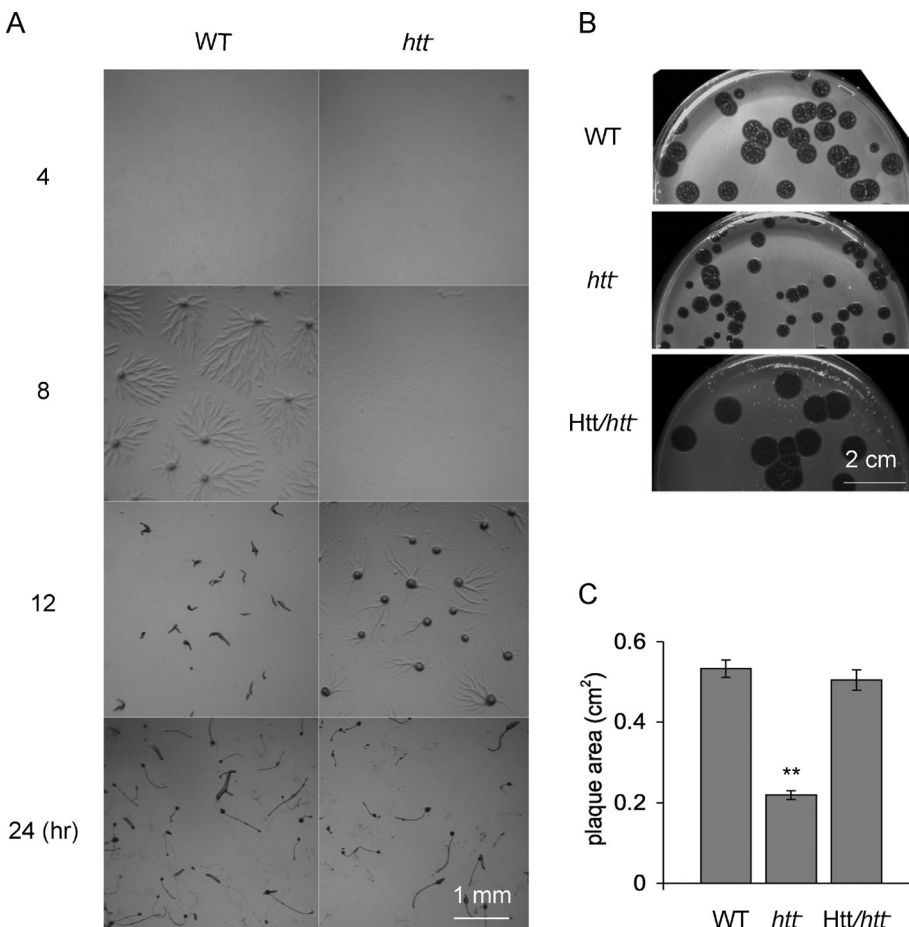 A
WT htt-
4
8
12
24 (hr)
1 mm
B
WT
htt-
Htt/htt-
2 cm
C
plaque area (cm²)
0.6
0.4
0.2
0
**
WT htt- Htt/htt-